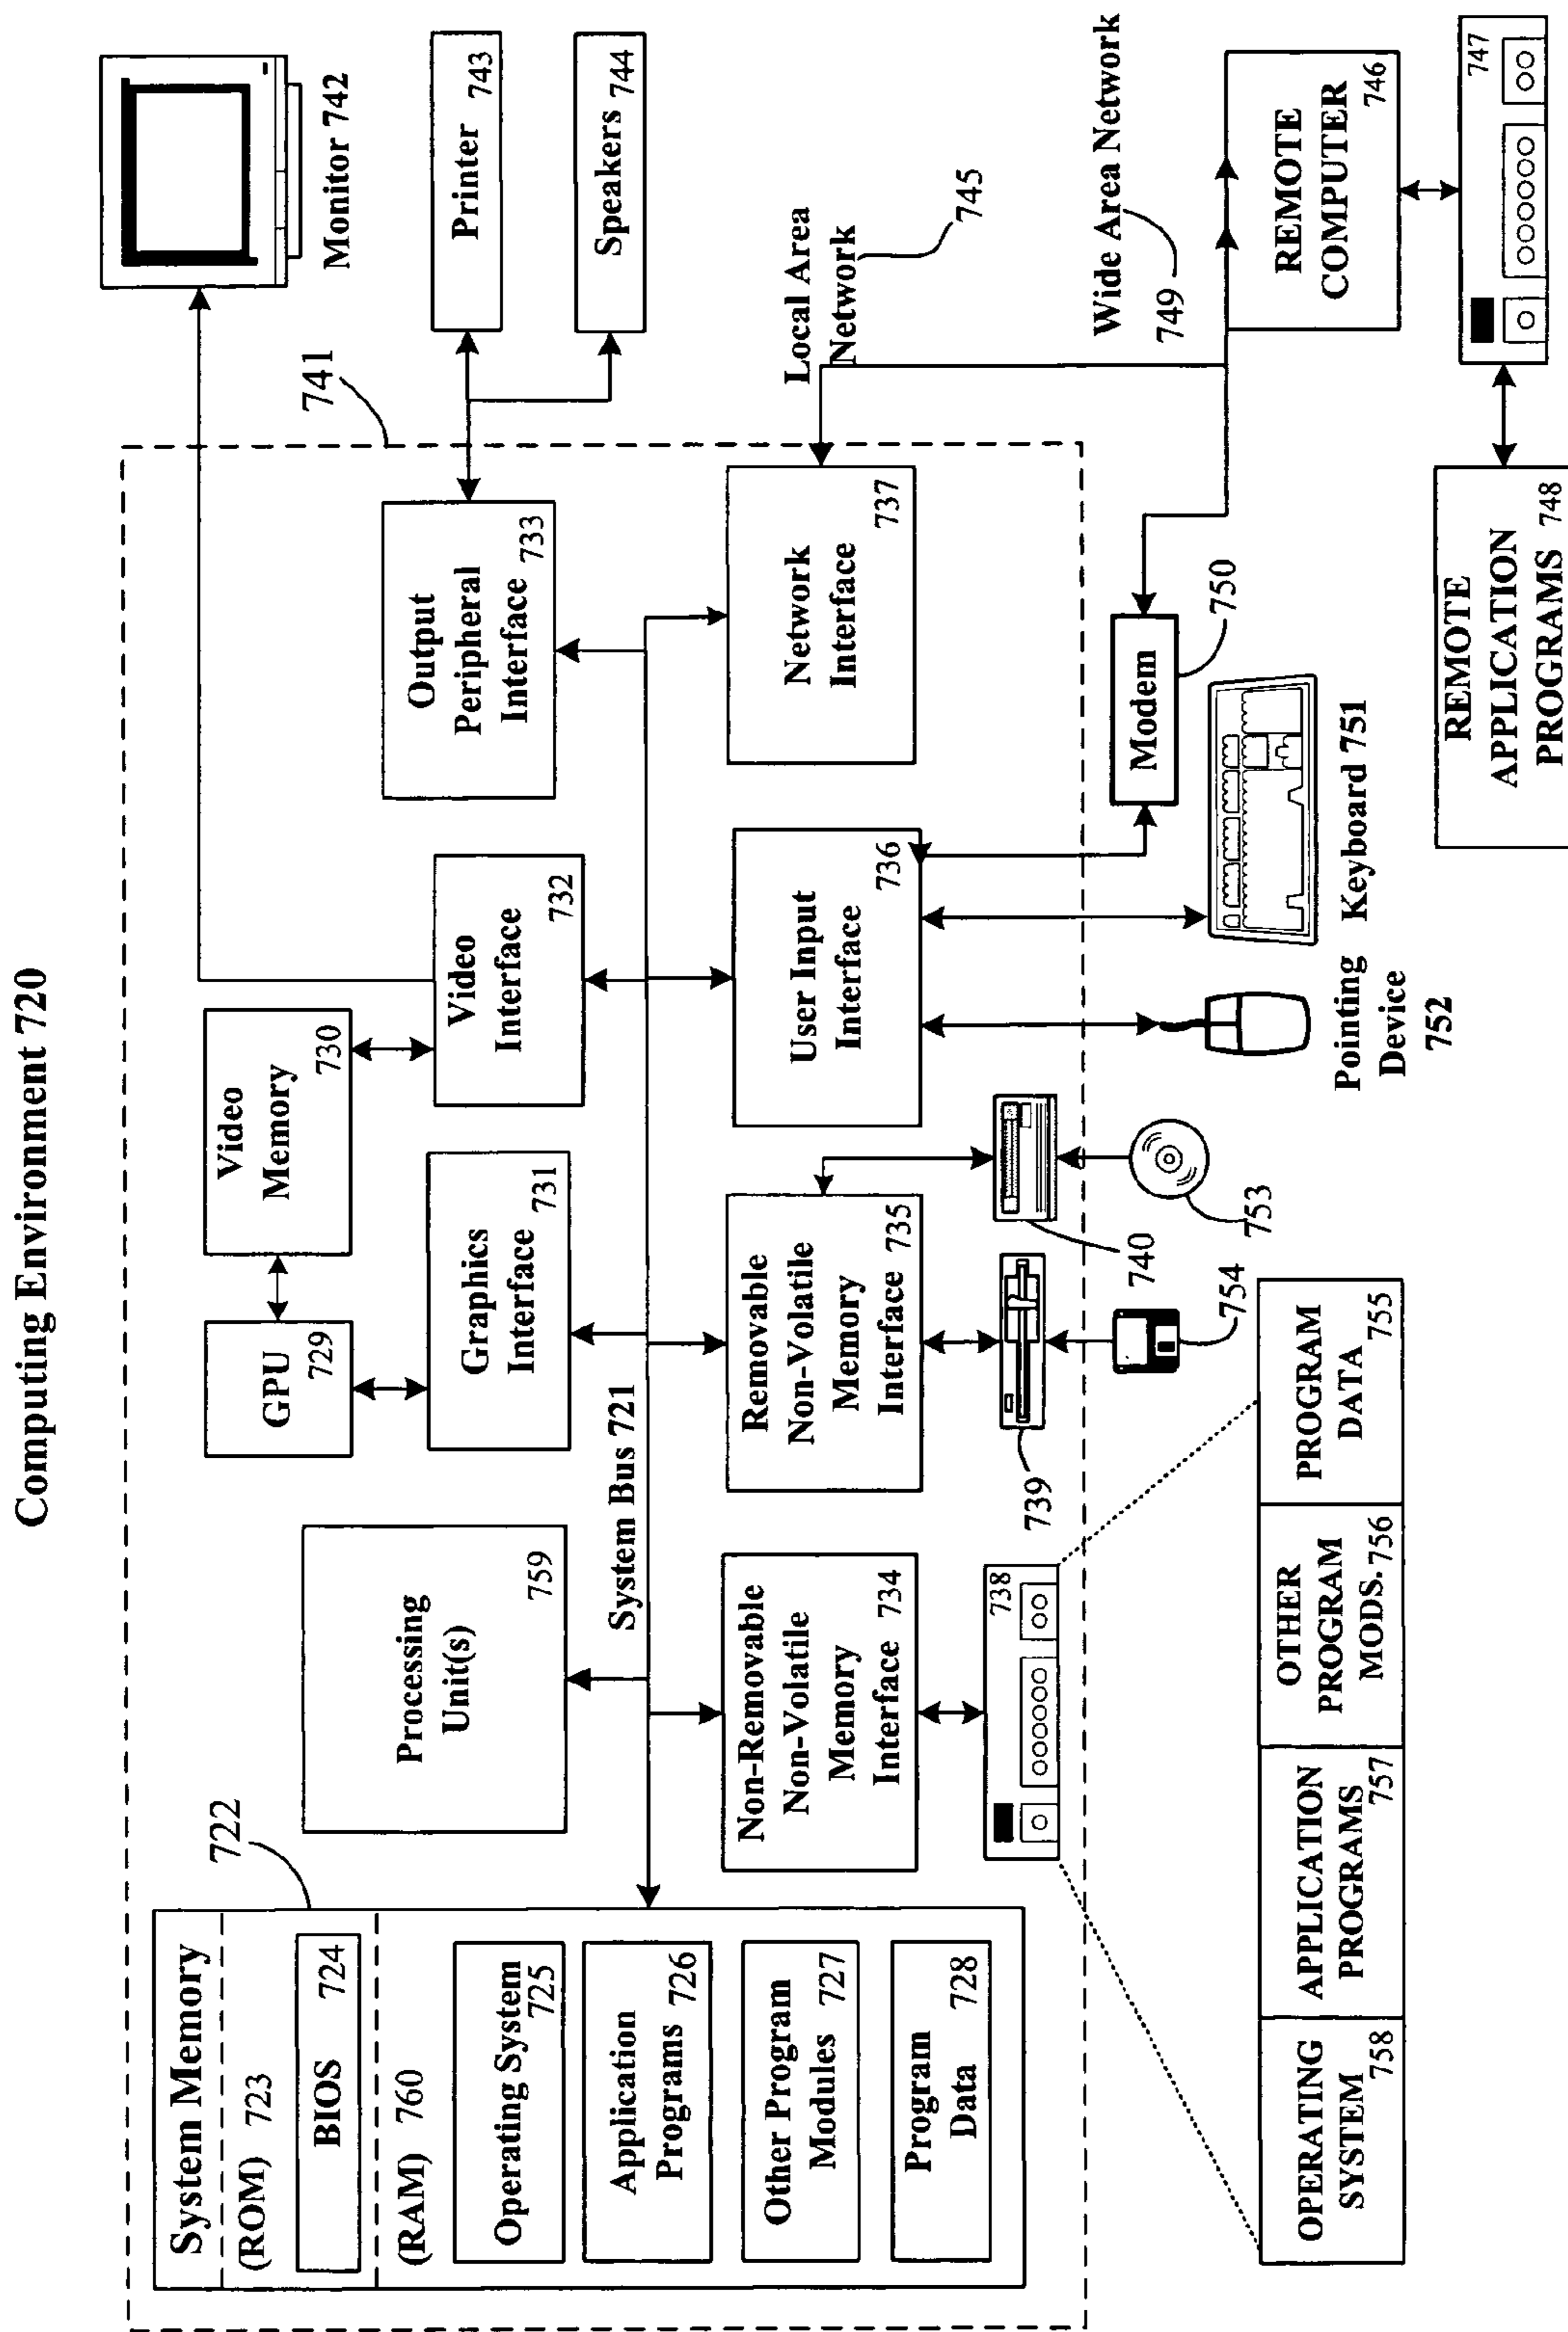 Computing Environment 720
741
Monitor 742
Printer
743
Speakers 744
722
System Memory
(ROM) 723
BIOS 724
(RAM) 760
Operating System
725
Application
Programs 726
Other Program
Modules 727
Program
Data 728
Processing
Unit(s)
759
GPU
729
Video
Memory
730
Graphics
Interface
731
Video
Interface
732
Output
Peripheral
Interface 733
System Bus 721
Non-Removable
Non-Volatile
Memory
Interface 734
Removable
Non-Volatile
Memory
Interface 735
User Input
Interface
736
Network
Interface
737
Local Area
Network
745
738
739
740
753
754
Pointing
Device
752
Keyboard 751
Modem
750
Wide Area Network
749
REMOTE
COMPUTER
746
747
REMOTE
APPLICATION
PROGRAMS 748
OPERATING
SYSTEM
758
APPLICATION
PROGRAMS
757
OTHER
PROGRAM
MODS. 756
PROGRAM
DATA
755